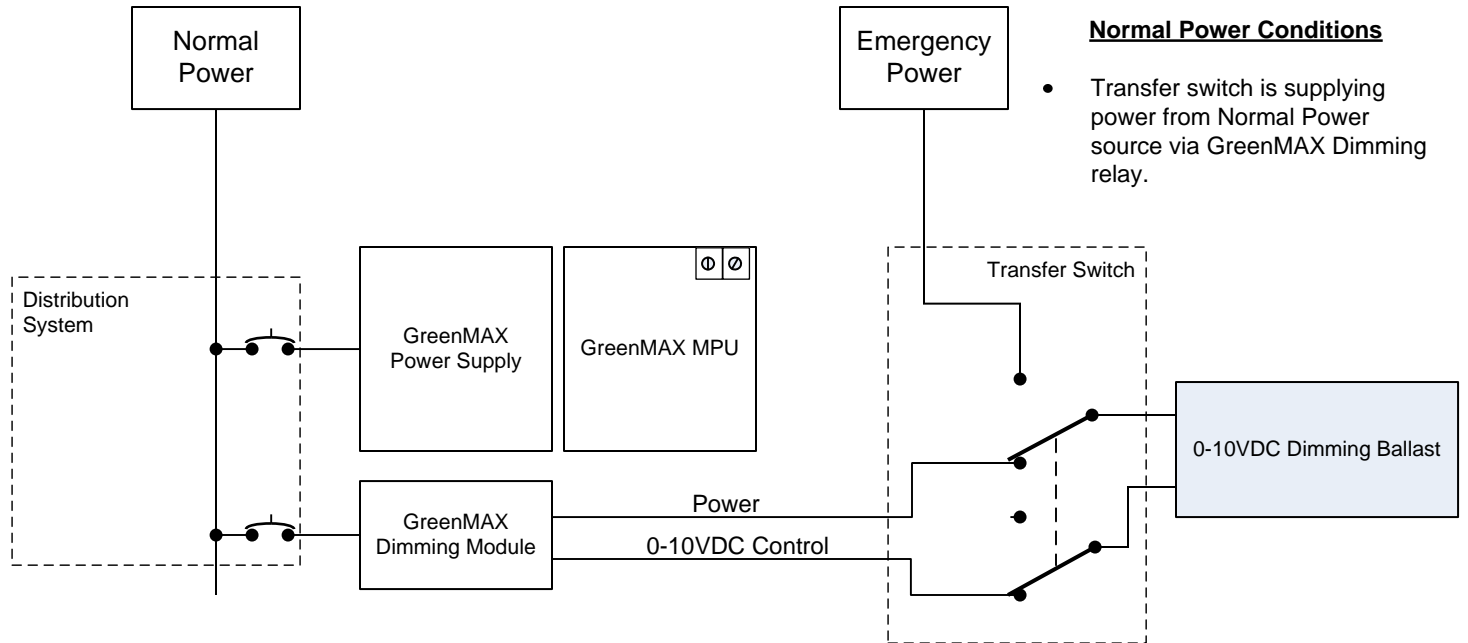 Normal
Power
Emergency
Power
Normal Power Conditions
• Transfer switch is supplying
power from Normal Power
source via GreenMAX Dimming
relay.
Distribution
System
GreenMAX
Power Supply
GreenMAX MPU
Transfer Switch
0-10VDC Dimming Ballast
GreenMAX
Dimming Module
Power
0-10VDC Control